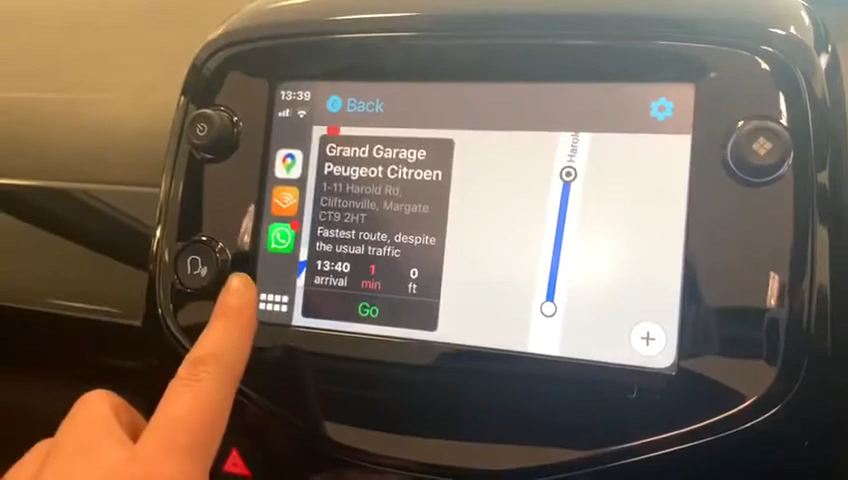 13:39
Back
Grand Garage
Peugeot Citroen
1-11 Harold Rd,
Cliftonville, Margate
CT9 2HT
Fastest route, despite
the usual traffic
13:40 1 0
arrival min ft
Go
Harol